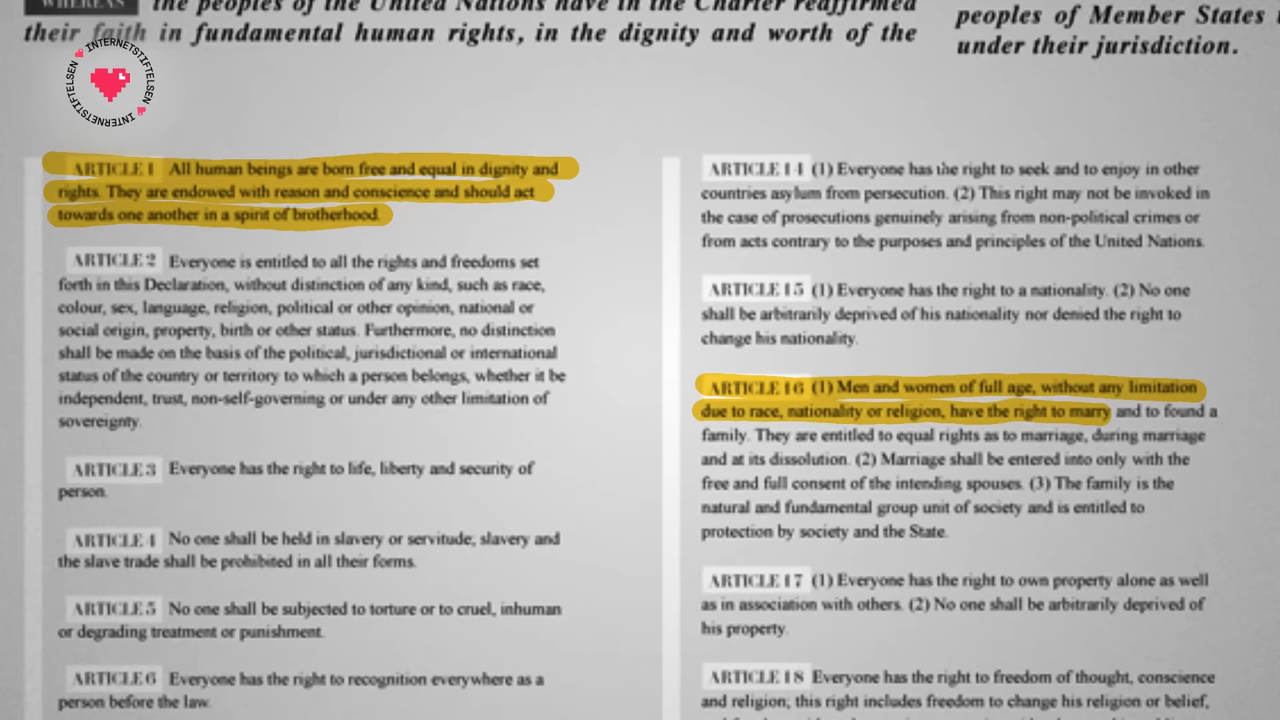 WHEREAS the peoples of the United Nations have in the Charter reaffirmed
their faith in fundamental human rights, in the dignity and worth of the
peoples of Member States
under their jurisdiction.
INTERNETSTIFTELSEN INTERNETSTIFTELSEN
ARTICLE 1 All human beings are born free and equal in dignity and
rights. They are endowed with reason and conscience and should act
towards one another in a spirit of brotherhood.
ARTICLE 2 Everyone is entitled to all the rights and freedoms set
forth in this Declaration, without distinction of any kind, such as race,
colour, sex, language, religion, political or other opinion, national or
social origin, property, birth or other status. Furthermore, no distinction
shall be made on the basis of the political, jurisdictional or international
status of the country or territory to which a person belongs, whether it be
independent, trust, non-self-governing or under any other limitation of
sovereignty.
ARTICLE 3 Everyone has the right to life, liberty and security of
person.
ARTICLE 4 No one shall be held in slavery or servitude, slavery and
the slave trade shall be prohibited in all their forms.
ARTICLE 5 No one shall be subjected to torture or to cruel, inhuman
or degrading treatment or punishment.
ARTICLE 6 Everyone has the right to recognition everywhere as a
person before the law.
ARTICLE 14 (1) Everyone has the right to seek and to enjoy in other
countries asylum from persecution. (2) This right may not be invoked in
the case of prosecutions genuinely arising from non-political crimes or
from acts contrary to the purposes and principles of the United Nations.
ARTICLE 15 (1) Everyone has the right to a nationality. (2) No one
shall be arbitrarily deprived of his nationality nor denied the right to
change his nationality.
ARTICLE 16 (1) Men and women of full age, without any limitation
due to race, nationality or religion, have the right to marry and to found a
family. They are entitled to equal rights as to marriage, during marriage
and at its dissolution. (2) Marriage shall be entered into only with the
free and full consent of the intending spouses. (3) The family is the
natural and fundamental group unit of society and is entitled to
protection by society and the State.
ARTICLE 17 (1) Everyone has the right to own property alone as well
as in association with others. (2) No one shall be arbitrarily deprived of
his property.
ARTICLE 18 Everyone has the right to freedom of thought, conscience
and religion; this right includes freedom to change his religion or belief,